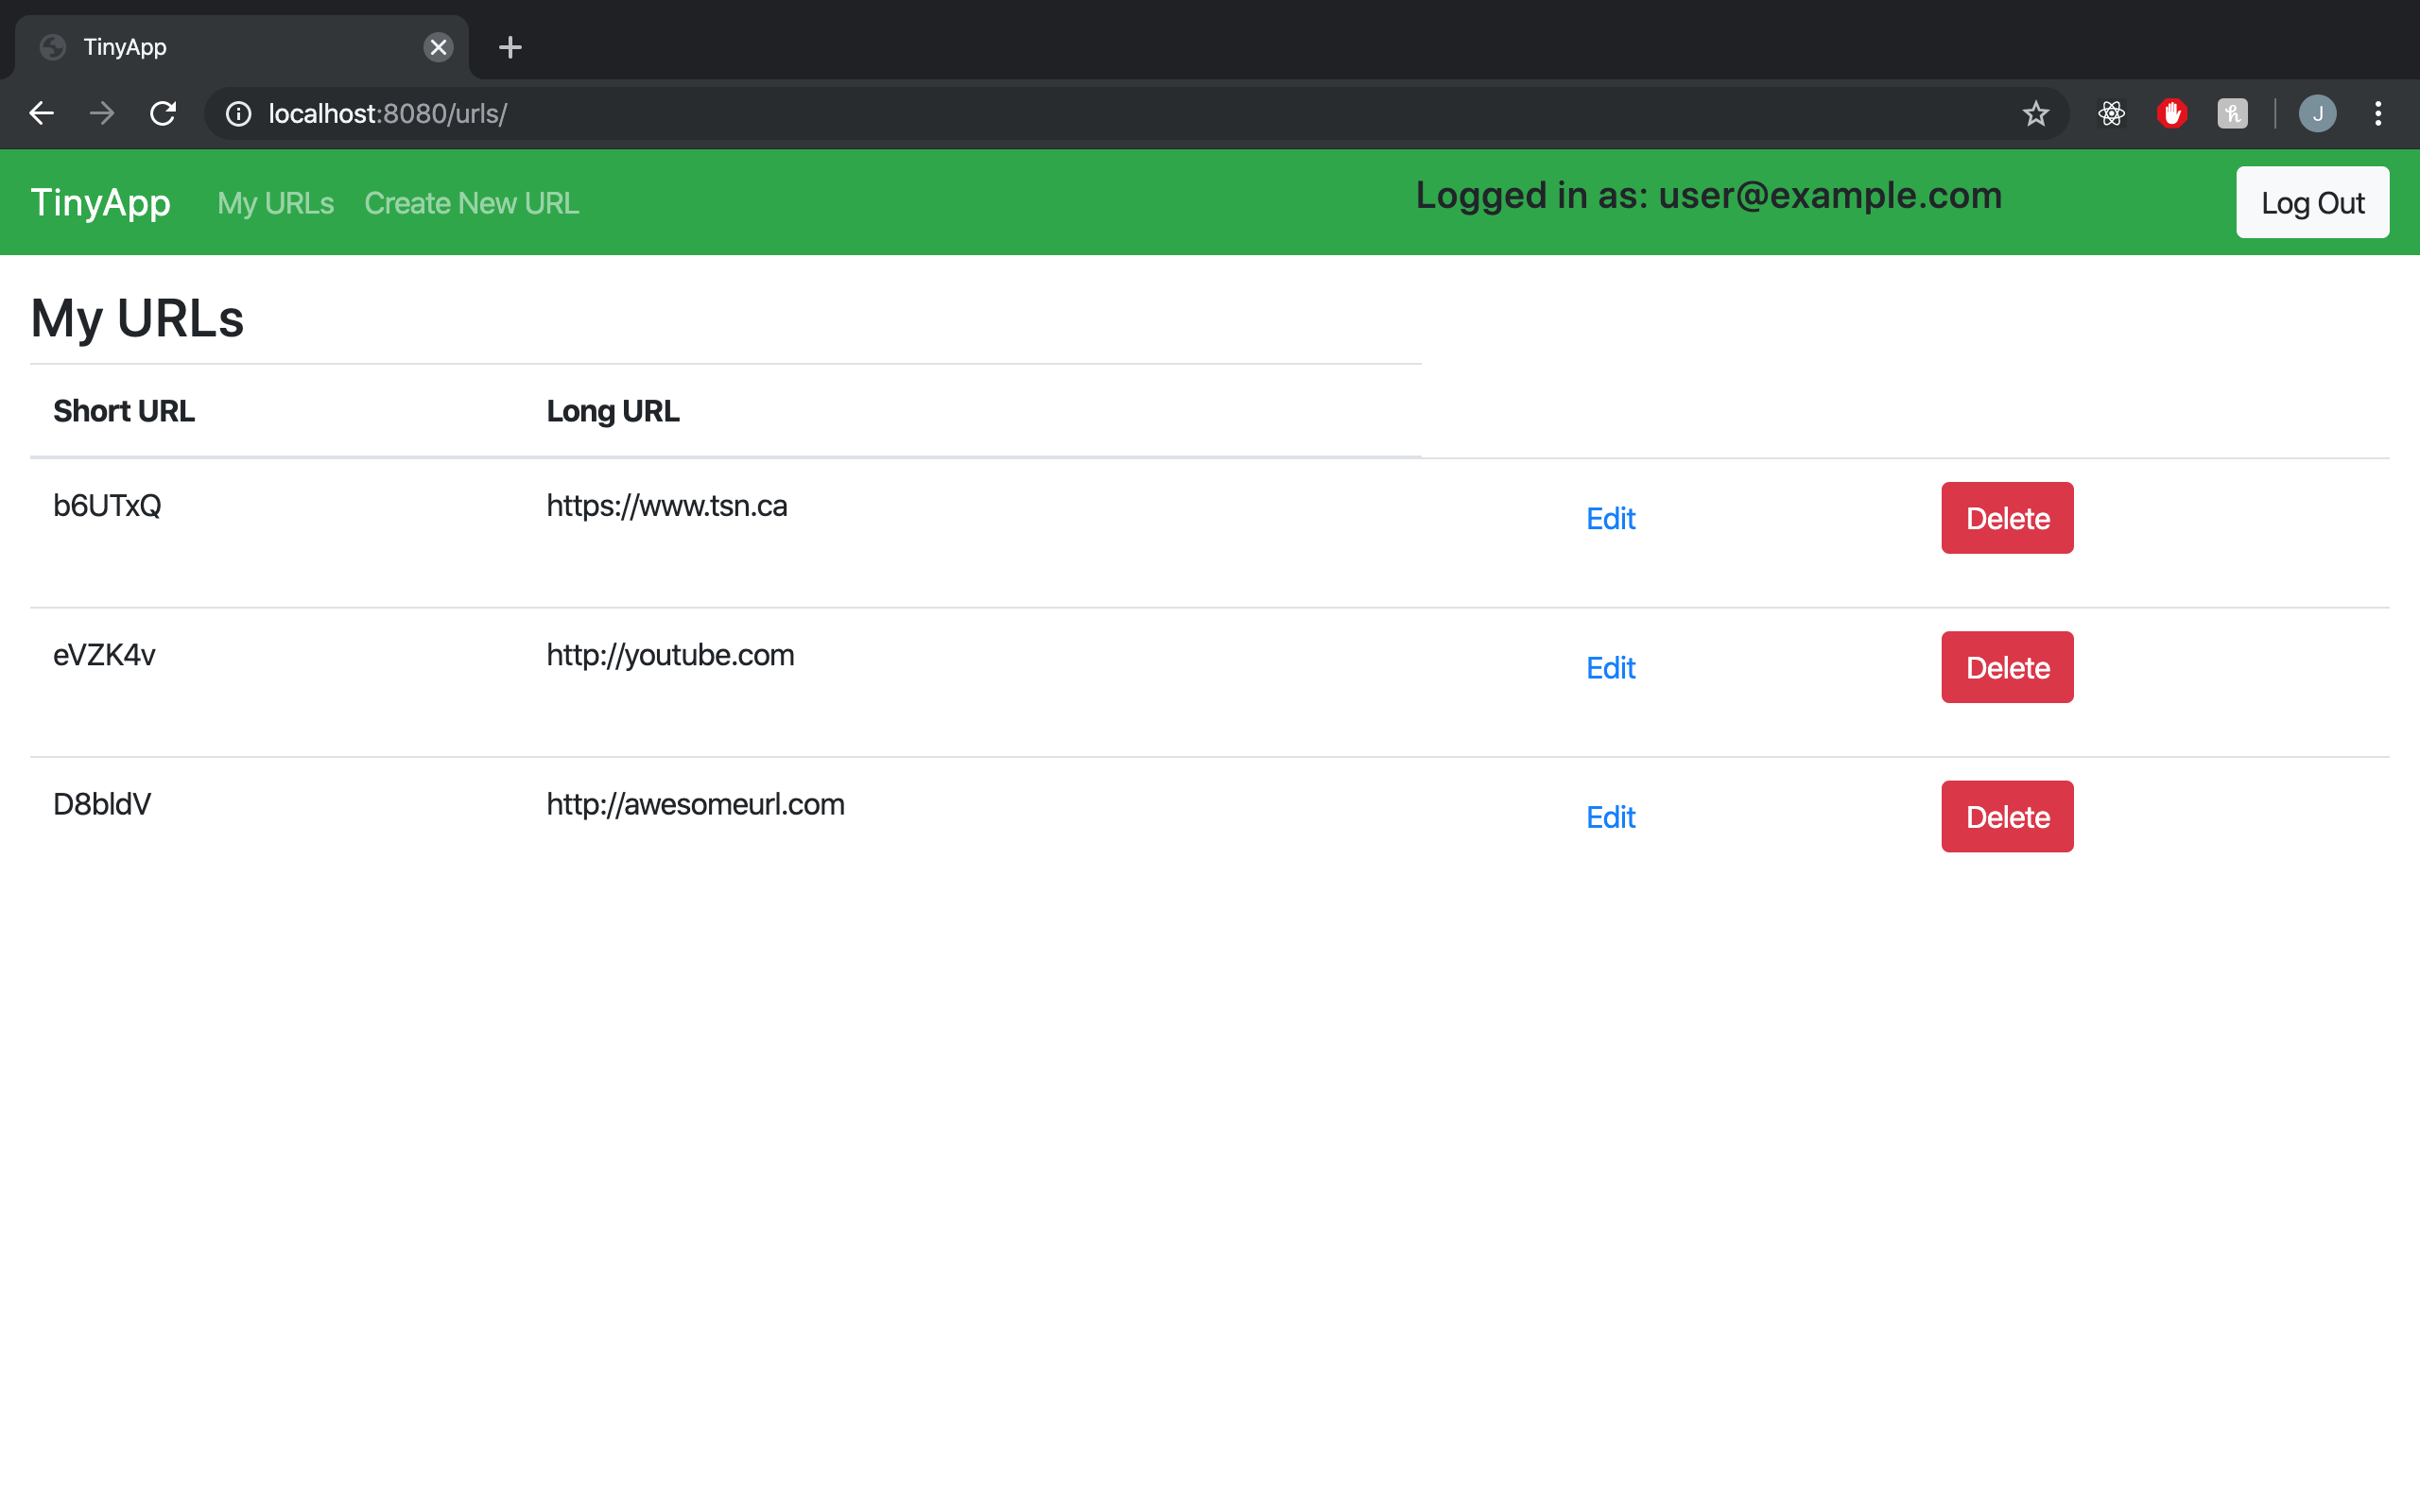 TinyApp
localhost:8080/urls/
J
TinyApp My URLs Create New URL Logged in as: user@example.com Log Out
My URLs
Short URL Long URL
b6UTxQ https://www.tsn.ca Edit Delete
eVZK4v http://youtube.com Edit Delete
D8bldV http://awesomeurl.com Edit Delete